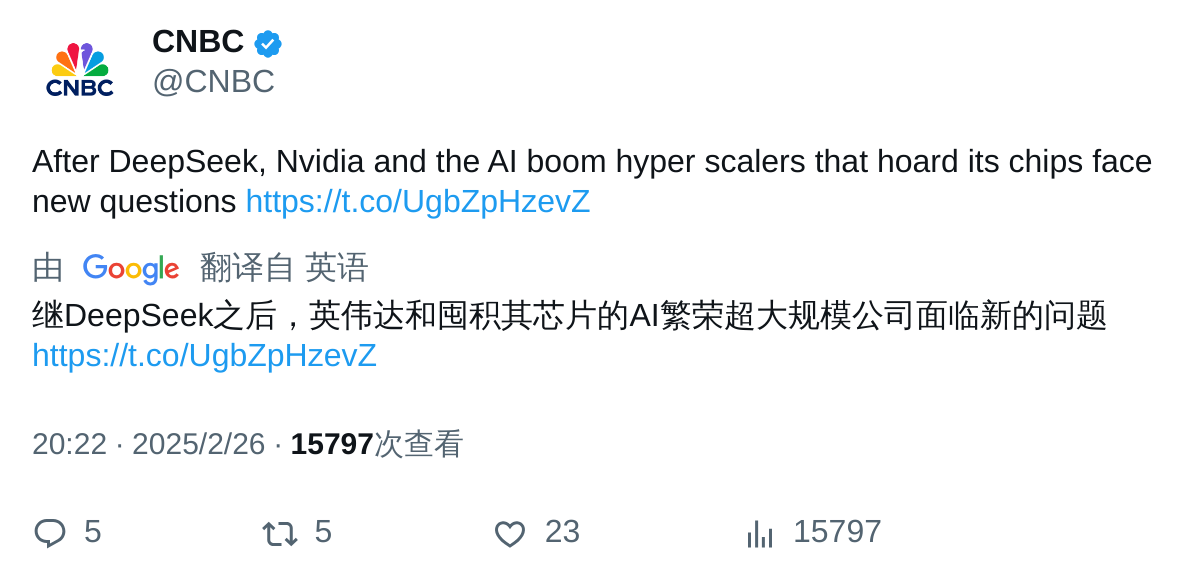 CNBC
CNBC
@CNBC
After DeepSeek, Nvidia and the AI boom hyper scalers that hoard its chips face
new questions https://t.co/UgbZpHzevZ
由 Google 翻译自 英语
继DeepSeek之后，英伟达和囤积其芯片的AI繁荣超大规模公司面临新的问题
https://t.co/UgbZpHzevZ
20:22 · 2025/2/26 · 15797次查看
5 5 23 15797